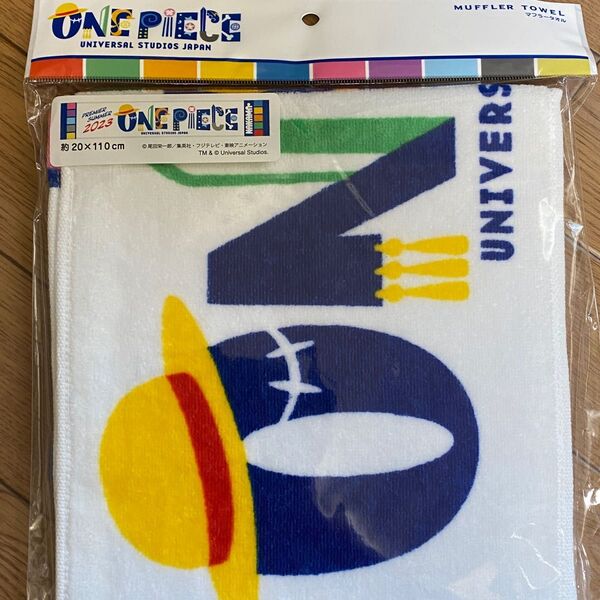 ONE PIECE
UNIVERSAL STUDIOS JAPAN
MUFFLER TOWEL
マフラータオル
PREMIER SUMMER 2023
ONE PIECE
UNIVERSAL STUDIOS JAPAN
約20×110cm
©尾田栄一郎/集英社・フジテレビ・東映アニメーション
TM & © Universal Studios.
ON
UNIVERS